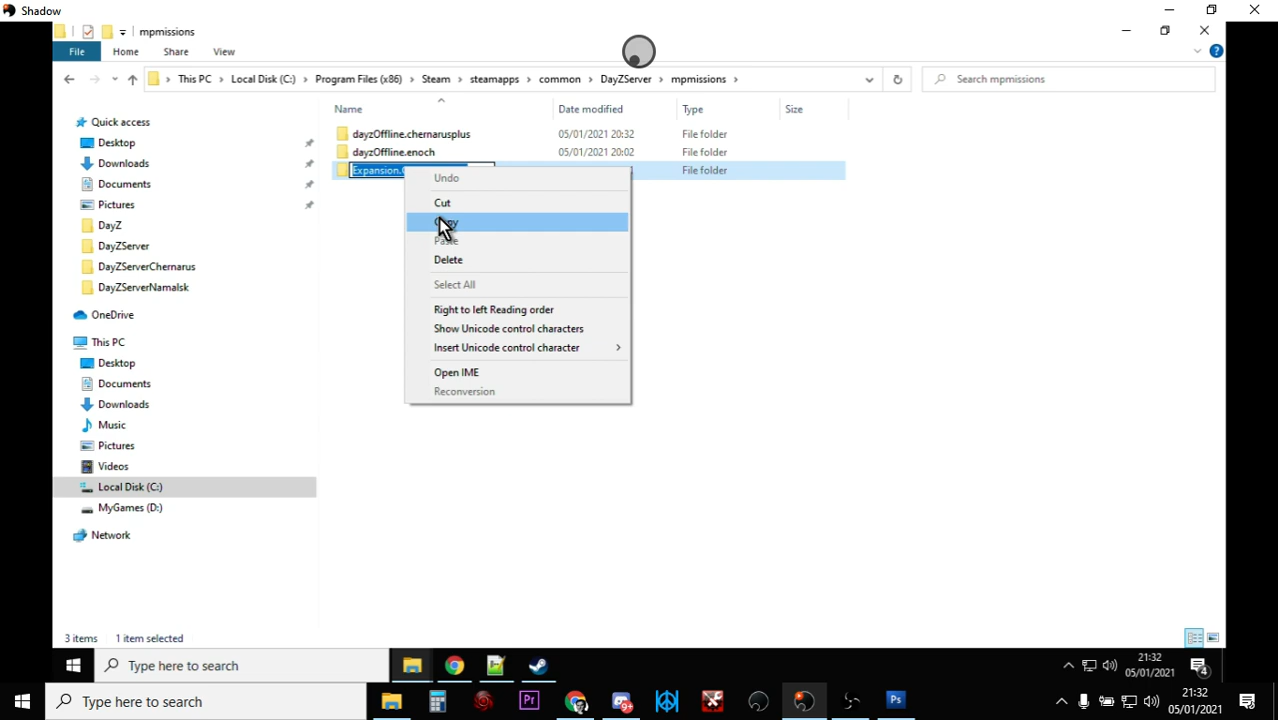 Shadow
mpmissions
File Home Share View
This PC Local Disk (C:) Program Files (x86) Steam steamapps common DayZServer mpmissions
Search mpmissions
Name Date modified Type Size
Quick access
Desktop
Downloads
Documents
Pictures
DayZ
DayZServer
DayZServerChernarus
DayZServerNamalsk
OneDrive
This PC
Desktop
Documents
Downloads
Music
Pictures
Videos
Local Disk (C:)
MyGames (D:)
Network
dayzOffline.chernarusplus 05/01/2021 20:32 File folder
dayzOffline.enoch 05/01/2021 20:02 File folder
File folder
Undo
Cut
Copy
Paste
Delete
Select All
Right to left Reading order
Show Unicode control characters
Insert Unicode control character
Open IME
Reconversion
3 items 1 item selected
Type here to search
21:32
05/01/2021
4
Type here to search
Pr
Ps
21:32
05/01/2021